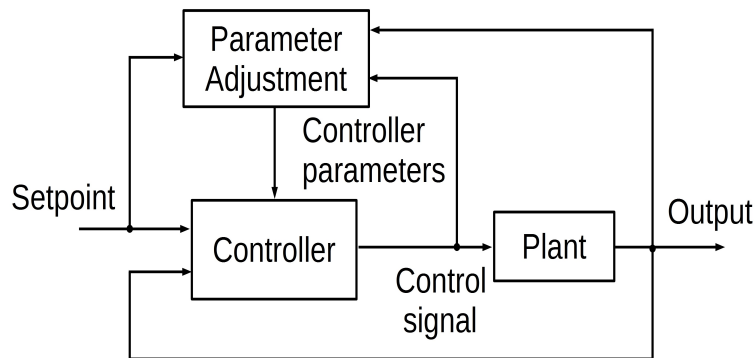 Parameter
Adjustment
Controller
parameters
Setpoint
Controller
Plant
Output
Control
signal